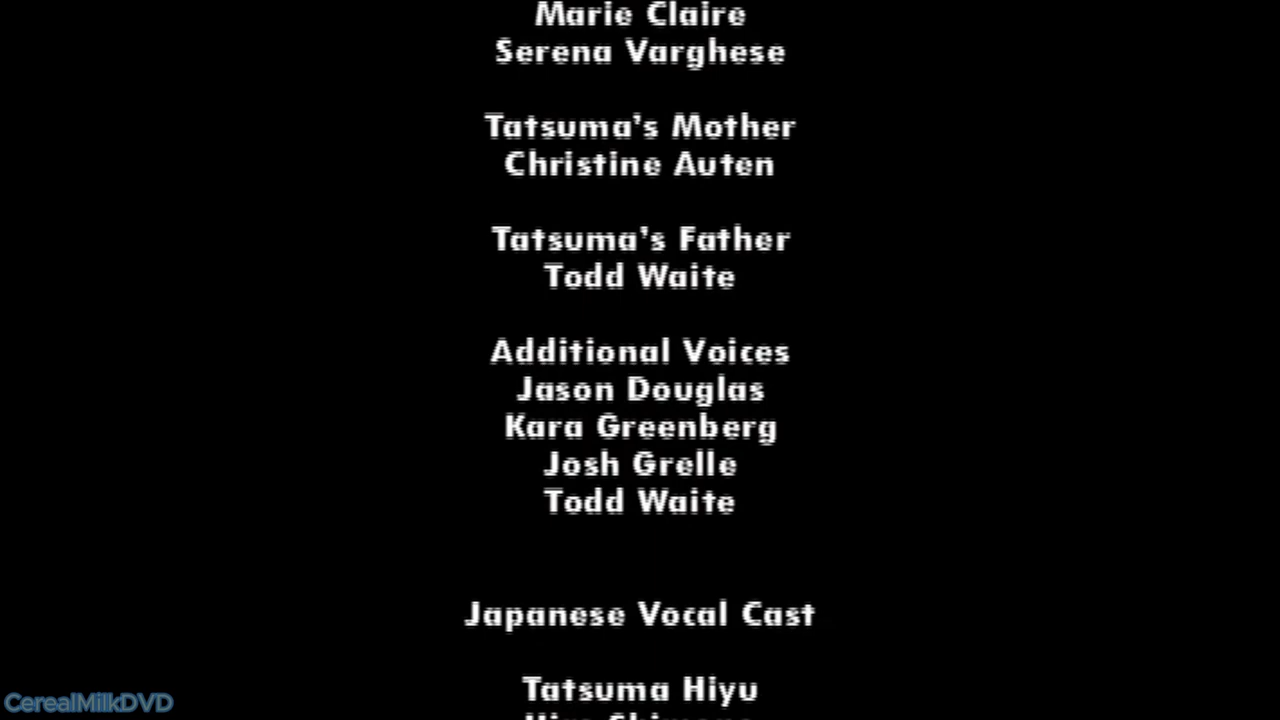 Marie Claire
Serena Varghese
Tatsuma's Mother
Christine Auten
Tatsuma's Father
Todd Waite
Additional Voices
Jason Douglas
Kara Greenberg
Josh Grelle
Todd Waite
Japanese Vocal Cast
Tatsuma Hiyu
CerealMilkDVD